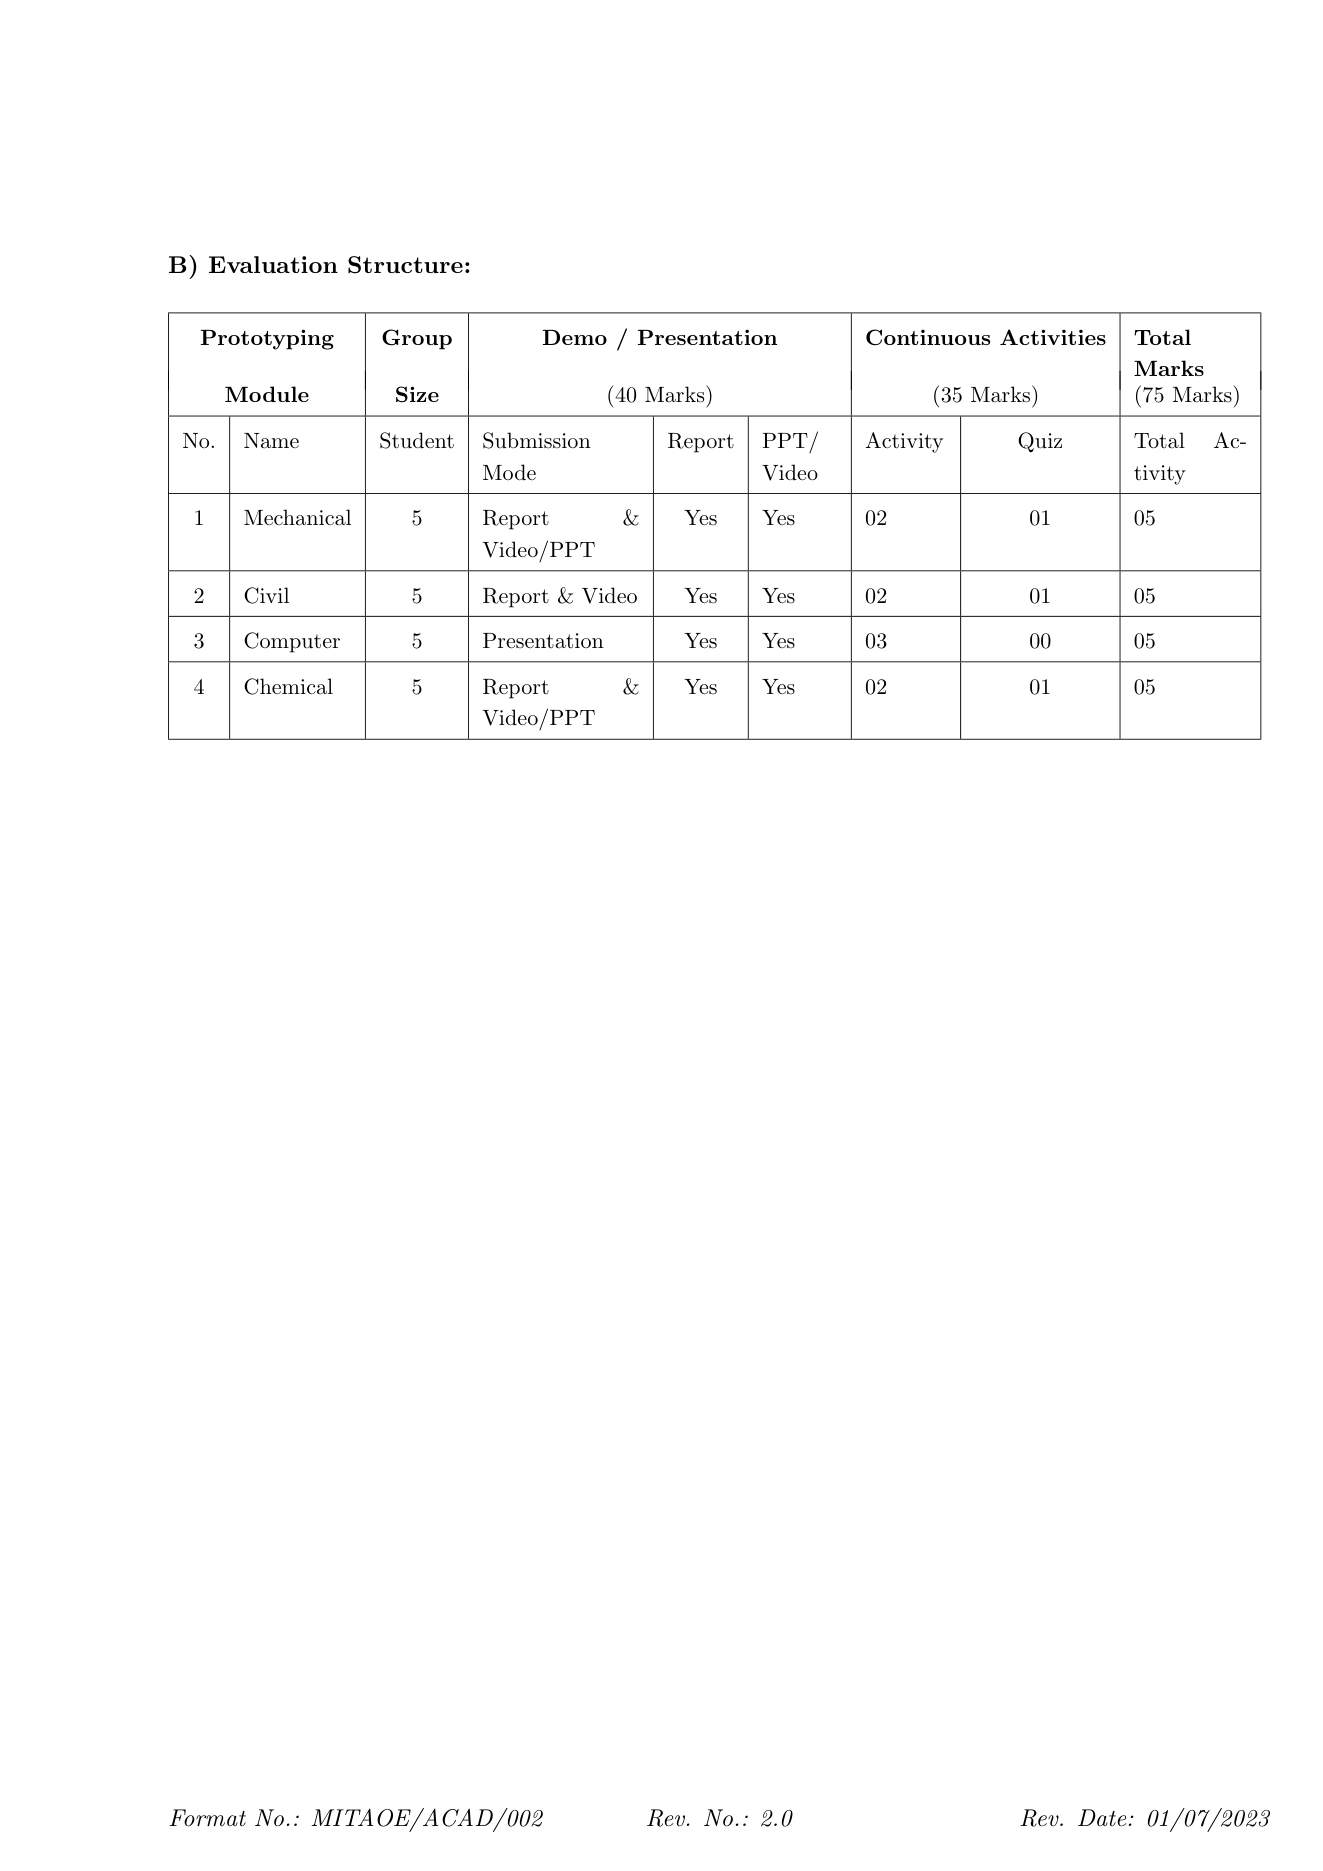 B) Evaluation Structure:
Prototyping Group Demo / Presentation Continuous Activities Total
Marks
Module Size (40 Marks) (35 Marks) (75 Marks)
No. Name Student Submission Report PPT/ Activity Quiz Total Ac-
Mode Video tivity
1 Mechanical 5 Report & Yes Yes 02 01 05
Video/PPT
2 Civil 5 Report & Video Yes Yes 02 01 05
3 Computer 5 Presentation Yes Yes 03 00 05
4 Chemical 5 Report & Yes Yes 02 01 05
Video/PPT
Format No.: MITAOE/ACAD/002 Rev. No.: 2.0 Rev. Date: 01/07/2023